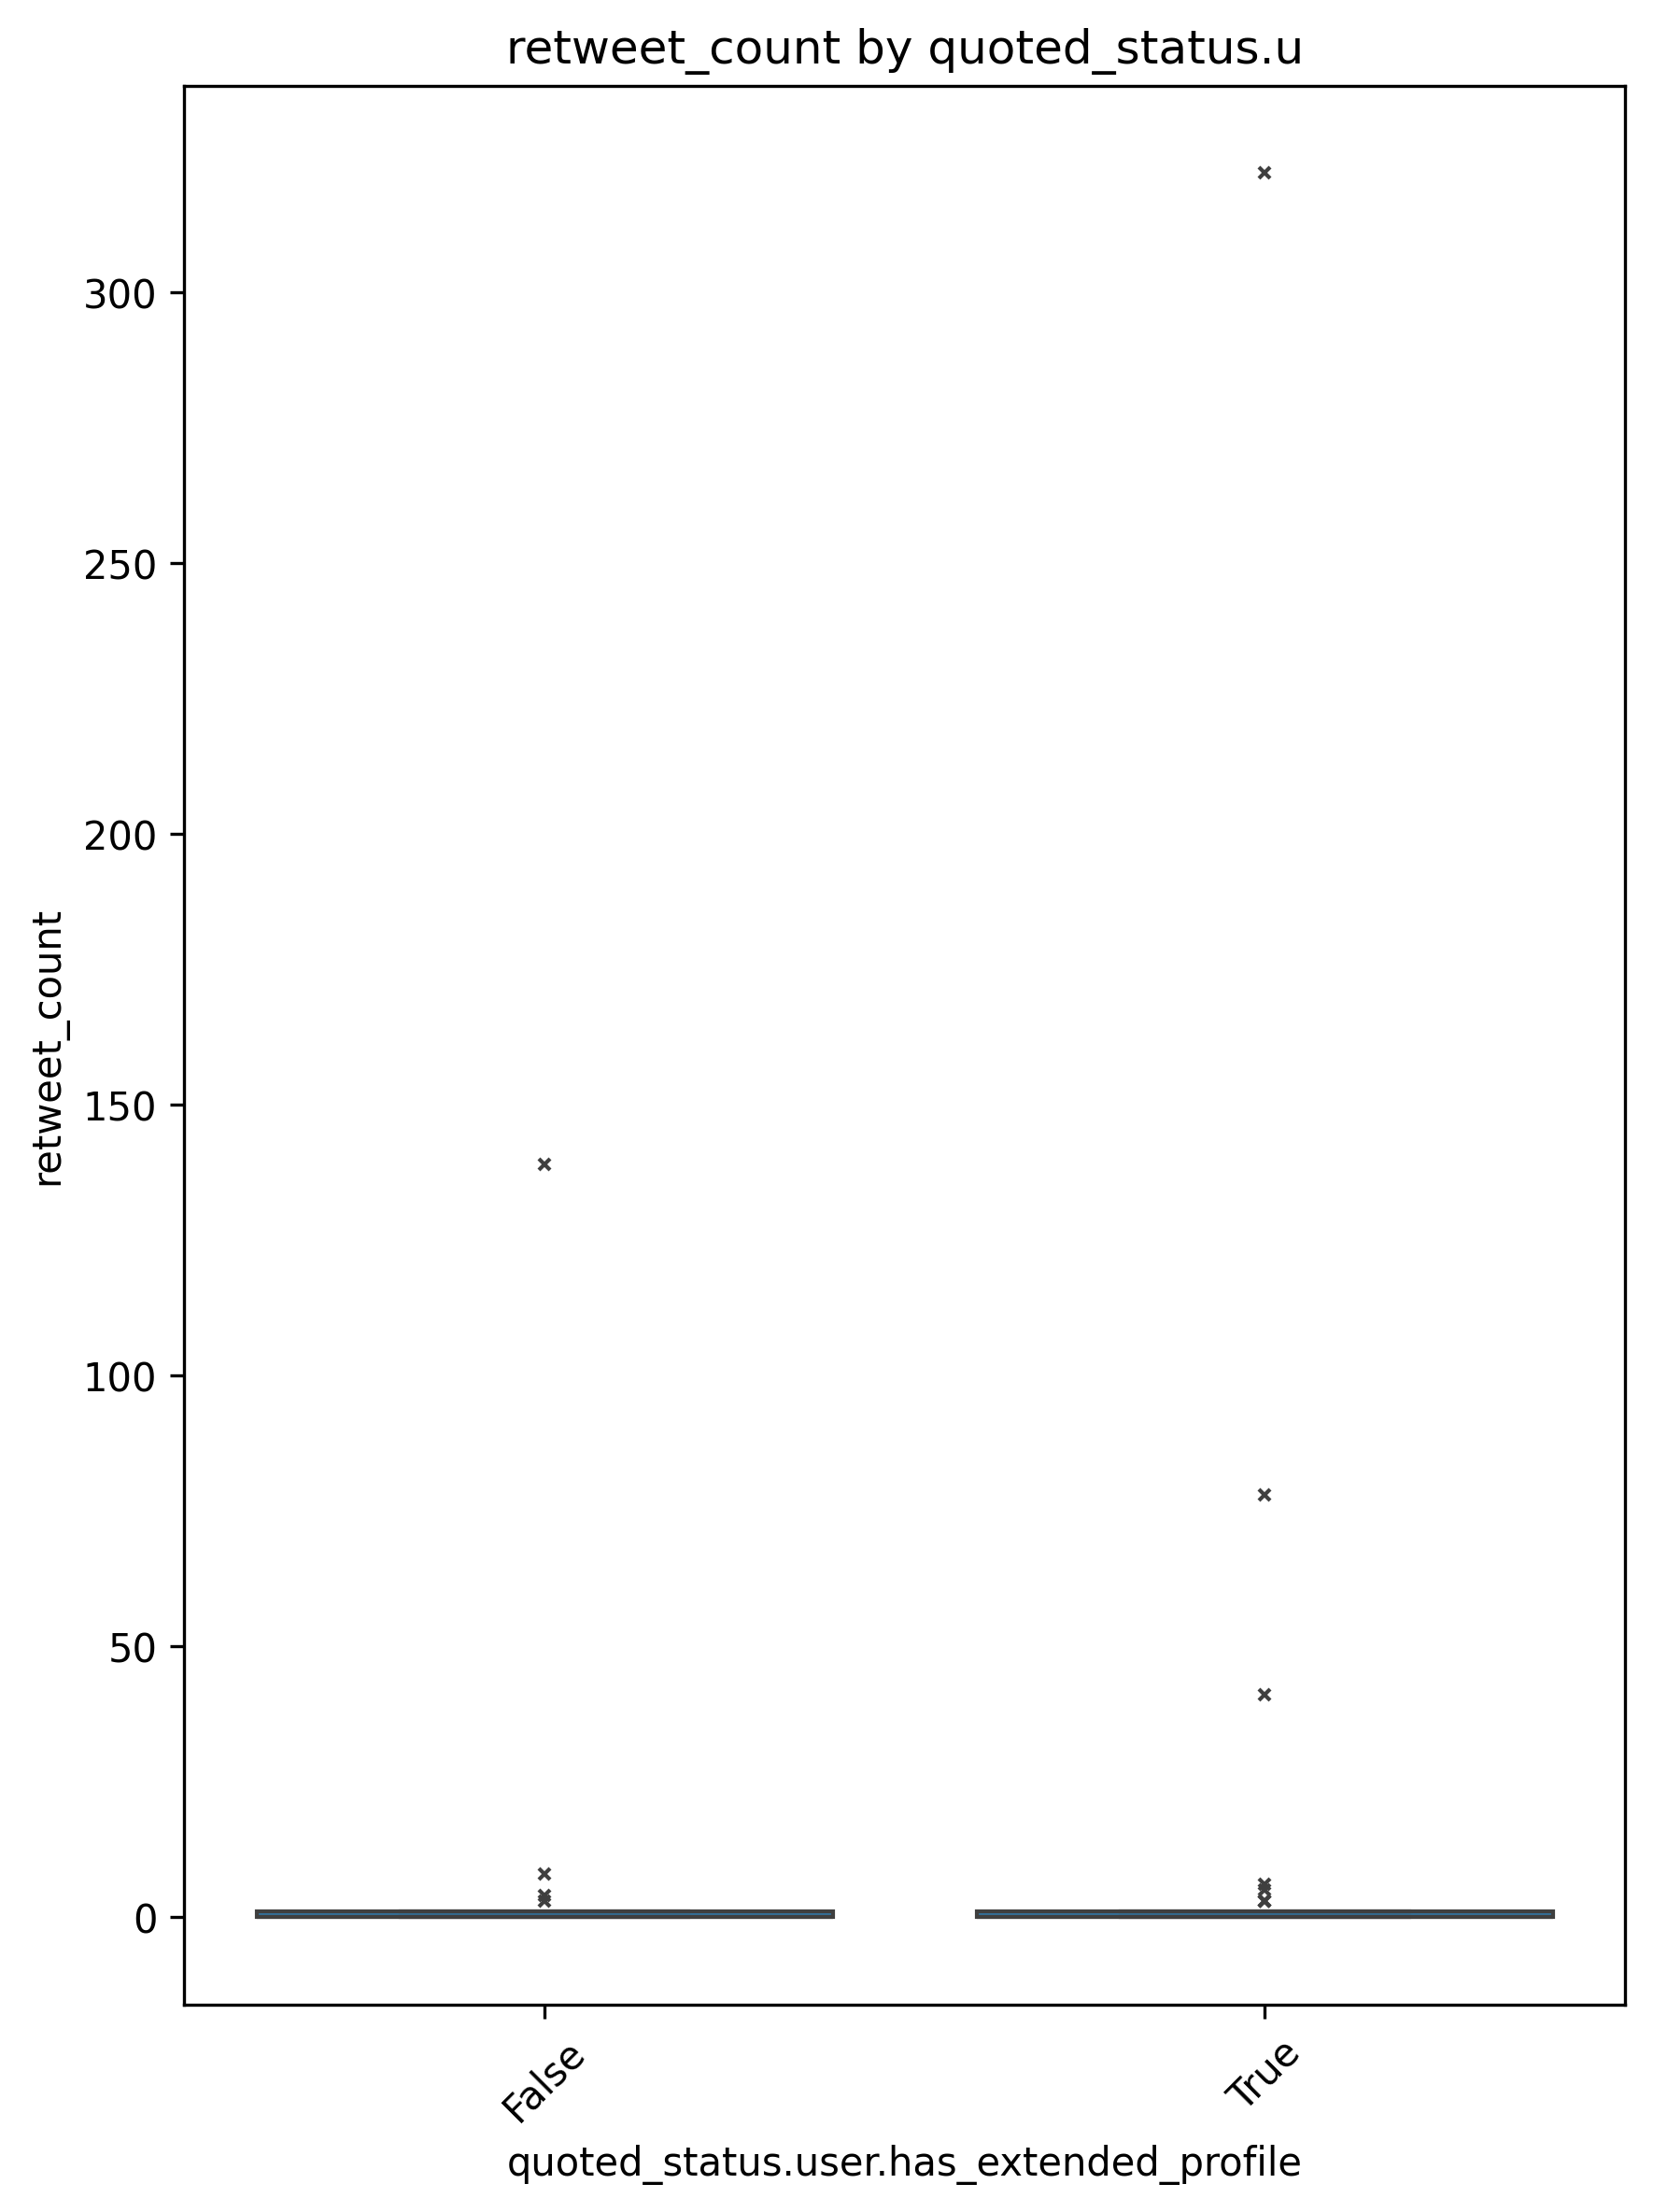 retweet_count by quoted_status.u
300
250
200
150
100
50
0
retweet_count
False
True
quoted_status.user.has_extended_profile